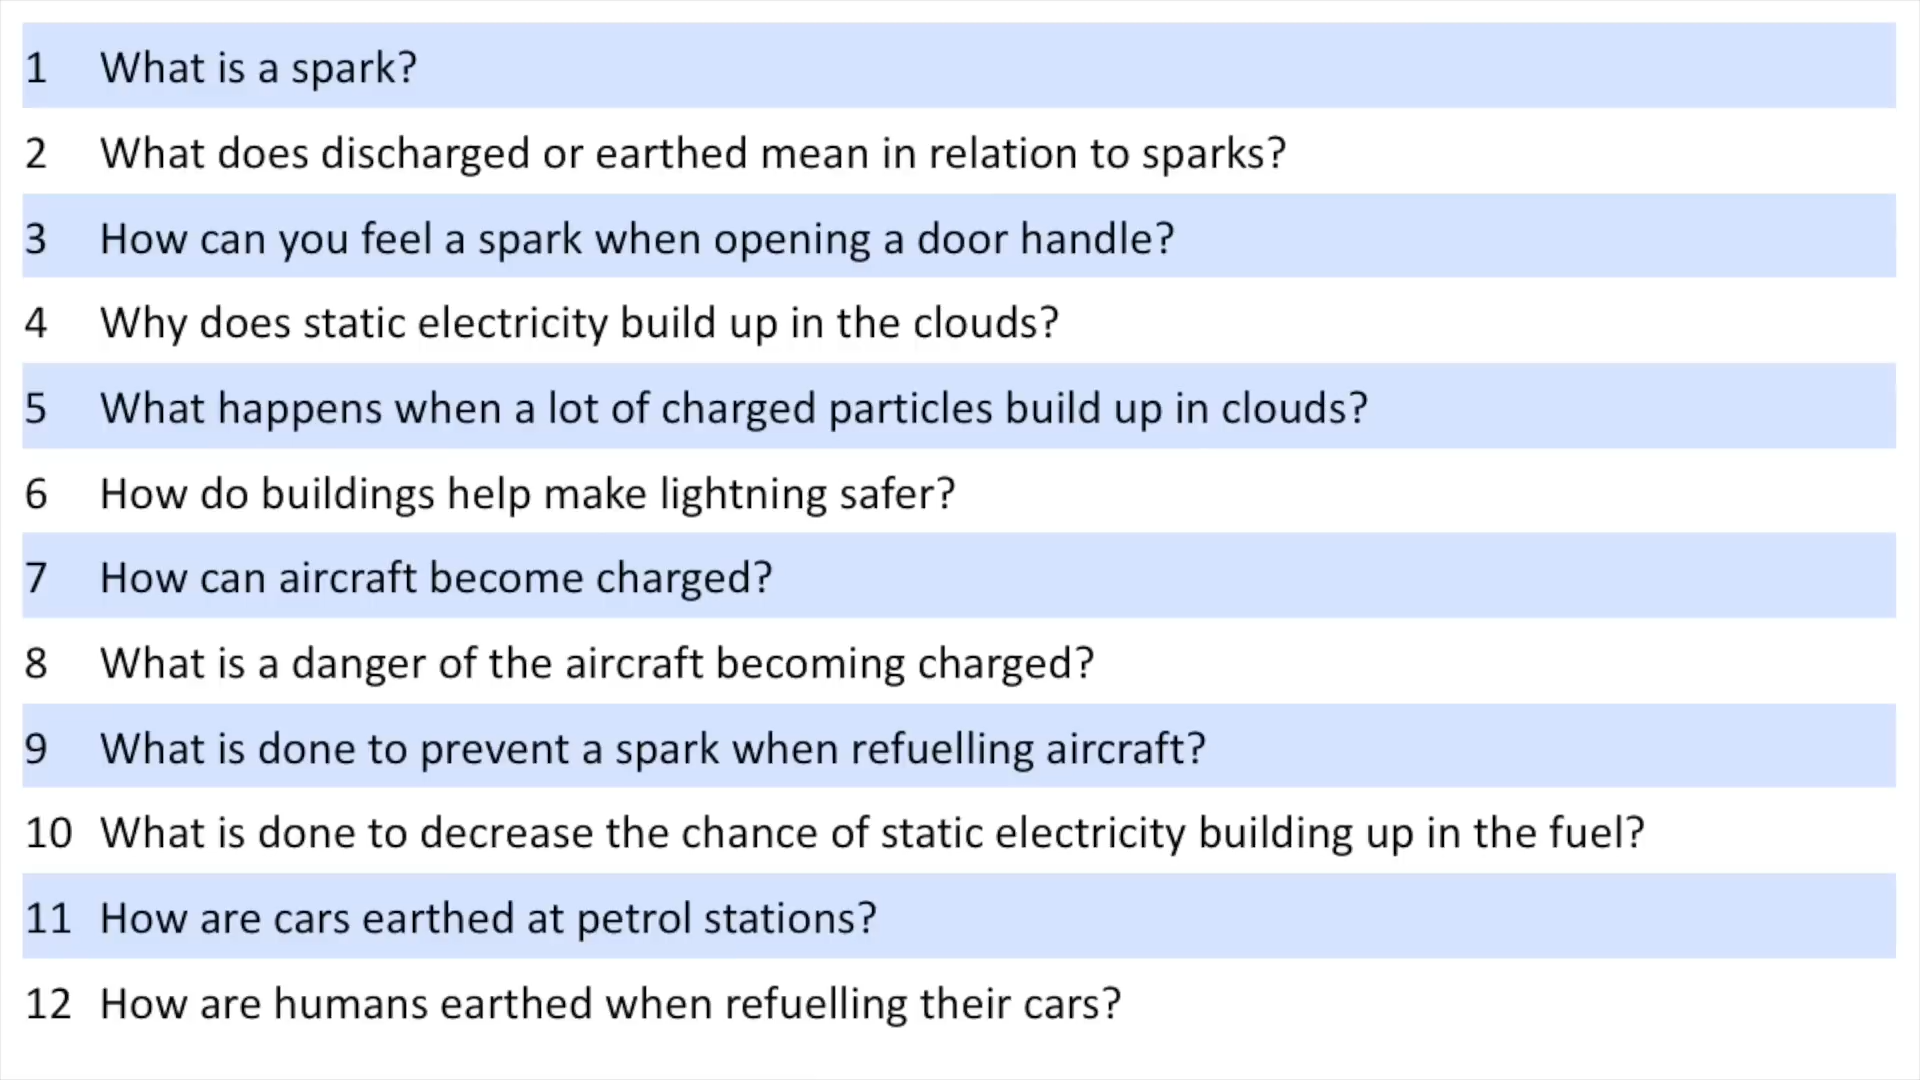 1 What is a spark?
2 What does discharged or earthed mean in relation to sparks?
3 How can you feel a spark when opening a door handle?
4 Why does static electricity build up in the clouds?
5 What happens when a lot of charged particles build up in clouds?
6 How do buildings help make lightning safer?
7 How can aircraft become charged?
8 What is a danger of the aircraft becoming charged?
9 What is done to prevent a spark when refuelling aircraft?
10 What is done to decrease the chance of static electricity building up in the fuel?
11 How are cars earthed at petrol stations?
12 How are humans earthed when refuelling their cars?